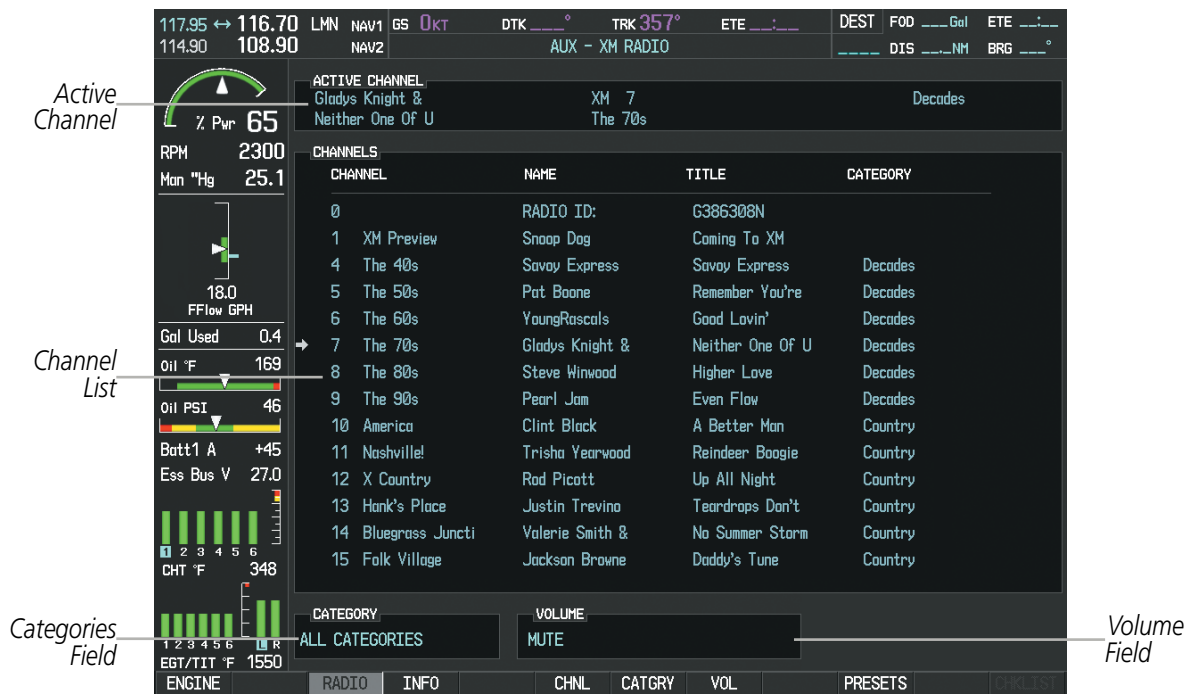 117.95 ↔ 116.70 LMN NAV1 GS 0KT DTK ___° TRK 357° ETE __:__ DEST FOD ___Gal ETE __:__
114.90 108.90 NAV2 AUX - XM RADIO ____ DIS __._NM BRG ___°
Active Channel
ACTIVE CHANNEL
Gladys Knight & XM 7 Decades
Neither One Of U The 70s
% Pwr 65
RPM 2300
Man "Hg 25.1
18.0
FFlow GPH
Gal Used 0.4
Oil °F 169
Oil PSI 46
Batt1 A +45
Ess Bus V 27.0
1 2 3 4 5 6
CHT °F 348
1 2 3 4 5 6 L R
EGT/TIT °F 1550
CHANNELS
CHANNEL NAME TITLE CATEGORY
0 RADIO ID: G386308N
1 XM Preview Snoop Dog Coming To XM
4 The 40s Savoy Express Savoy Express Decades
5 The 50s Pat Boone Remember You're Decades
6 The 60s YoungRascals Good Lovin' Decades
7 The 70s Gladys Knight & Neither One Of U Decades
8 The 80s Steve Winwood Higher Love Decades
9 The 90s Pearl Jam Even Flow Decades
10 America Clint Black A Better Man Country
11 Nashville! Trisha Yearwood Reindeer Boogie Country
12 X Country Rod Picott Up All Night Country
13 Hank's Place Justin Trevino Teardrops Don't Country
14 Bluegrass Juncti Valerie Smith & No Summer Storm Country
15 Folk Village Jackson Browne Daddy's Tune Country
Channel List
CATEGORY
ALL CATEGORIES
VOLUME
MUTE
Categories Field
Volume Field
ENGINE RADIO INFO CHNL CATGRY VOL PRESETS CHKLIST